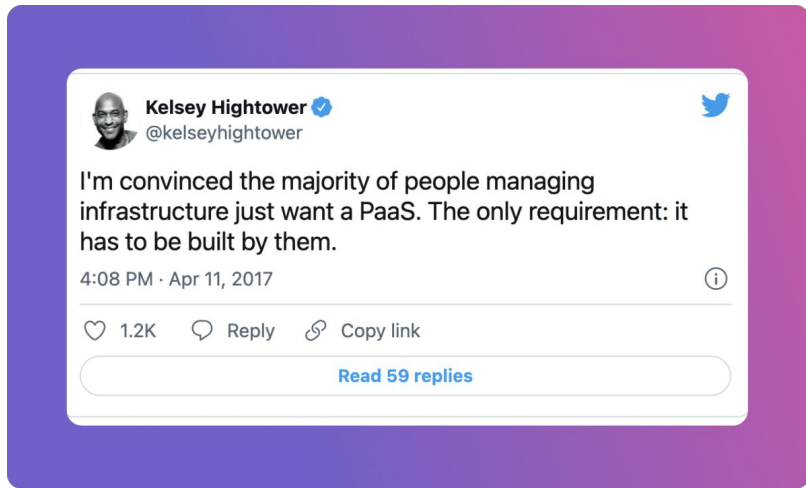 Kelsey Hightower
@kelseyhightower
I'm convinced the majority of people managing
infrastructure just want a PaaS. The only requirement: it
has to be built by them.
4:08 PM · Apr 11, 2017
1.2K Reply Copy link
Read 59 replies